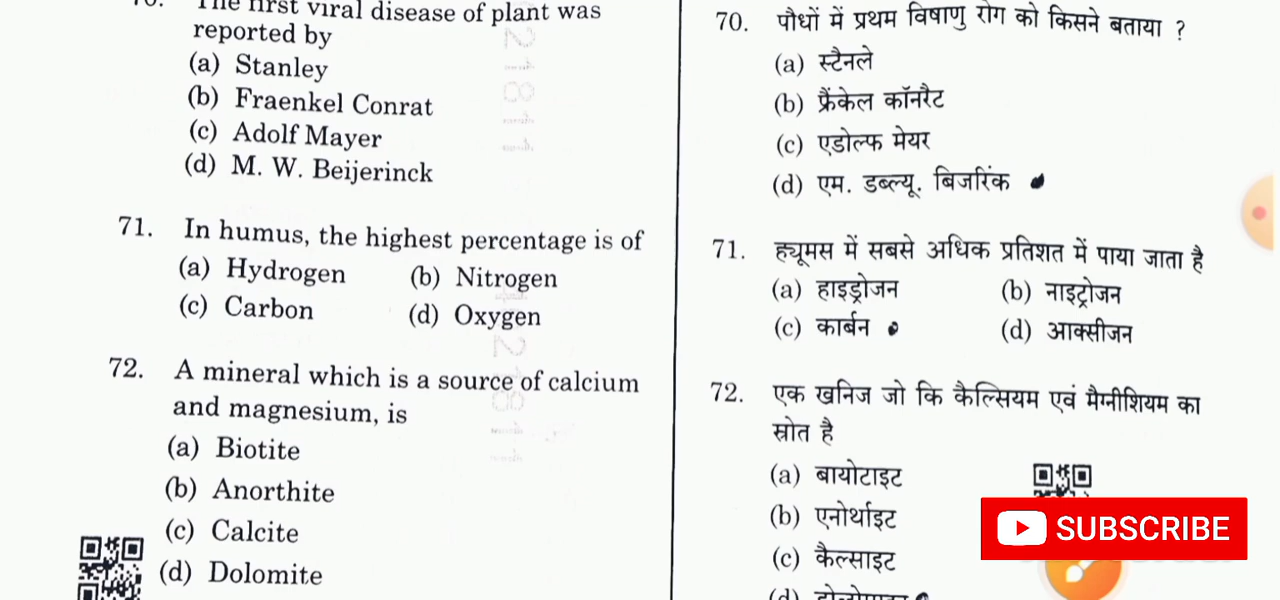 The first viral disease of plant was
reported by
(a) Stanley
(b) Fraenkel Conrat
(c) Adolf Mayer
(d) M. W. Beijerinck
71. In humus, the highest percentage is of
(a) Hydrogen (b) Nitrogen
(c) Carbon (d) Oxygen
72. A mineral which is a source of calcium
and magnesium, is
(a) Biotite
(b) Anorthite
(c) Calcite
(d) Dolomite
70. पौधों में प्रथम विषाणु रोग को किसने बताया ?
(a) स्टैनले
(b) फ्रैंकेल कॉनरैट
(c) एडोल्फ मेयर
(d) एम. डब्ल्यू. बिजरिंक
71. ह्यूमस में सबसे अधिक प्रतिशत में पाया जाता है
(a) हाइड्रोजन (b) नाइट्रोजन
(c) कार्बन (d) आक्सीजन
72. एक खनिज जो कि कैल्सियम एवं मैग्नीशियम का
स्रोत है
(a) बायोटाइट
(b) एनोर्थाइट
(c) कैल्साइट
(d)
SUBSCRIBE